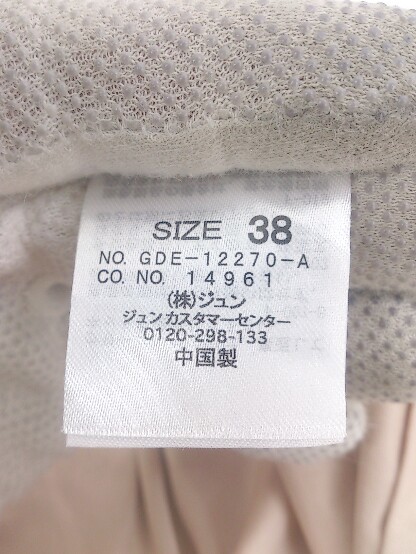 SIZE 38
NO. GDE-12270-A
CO. NO. 14961
(株)ジュン
ジュン カスタマーセンター
0120-298-133
中国製